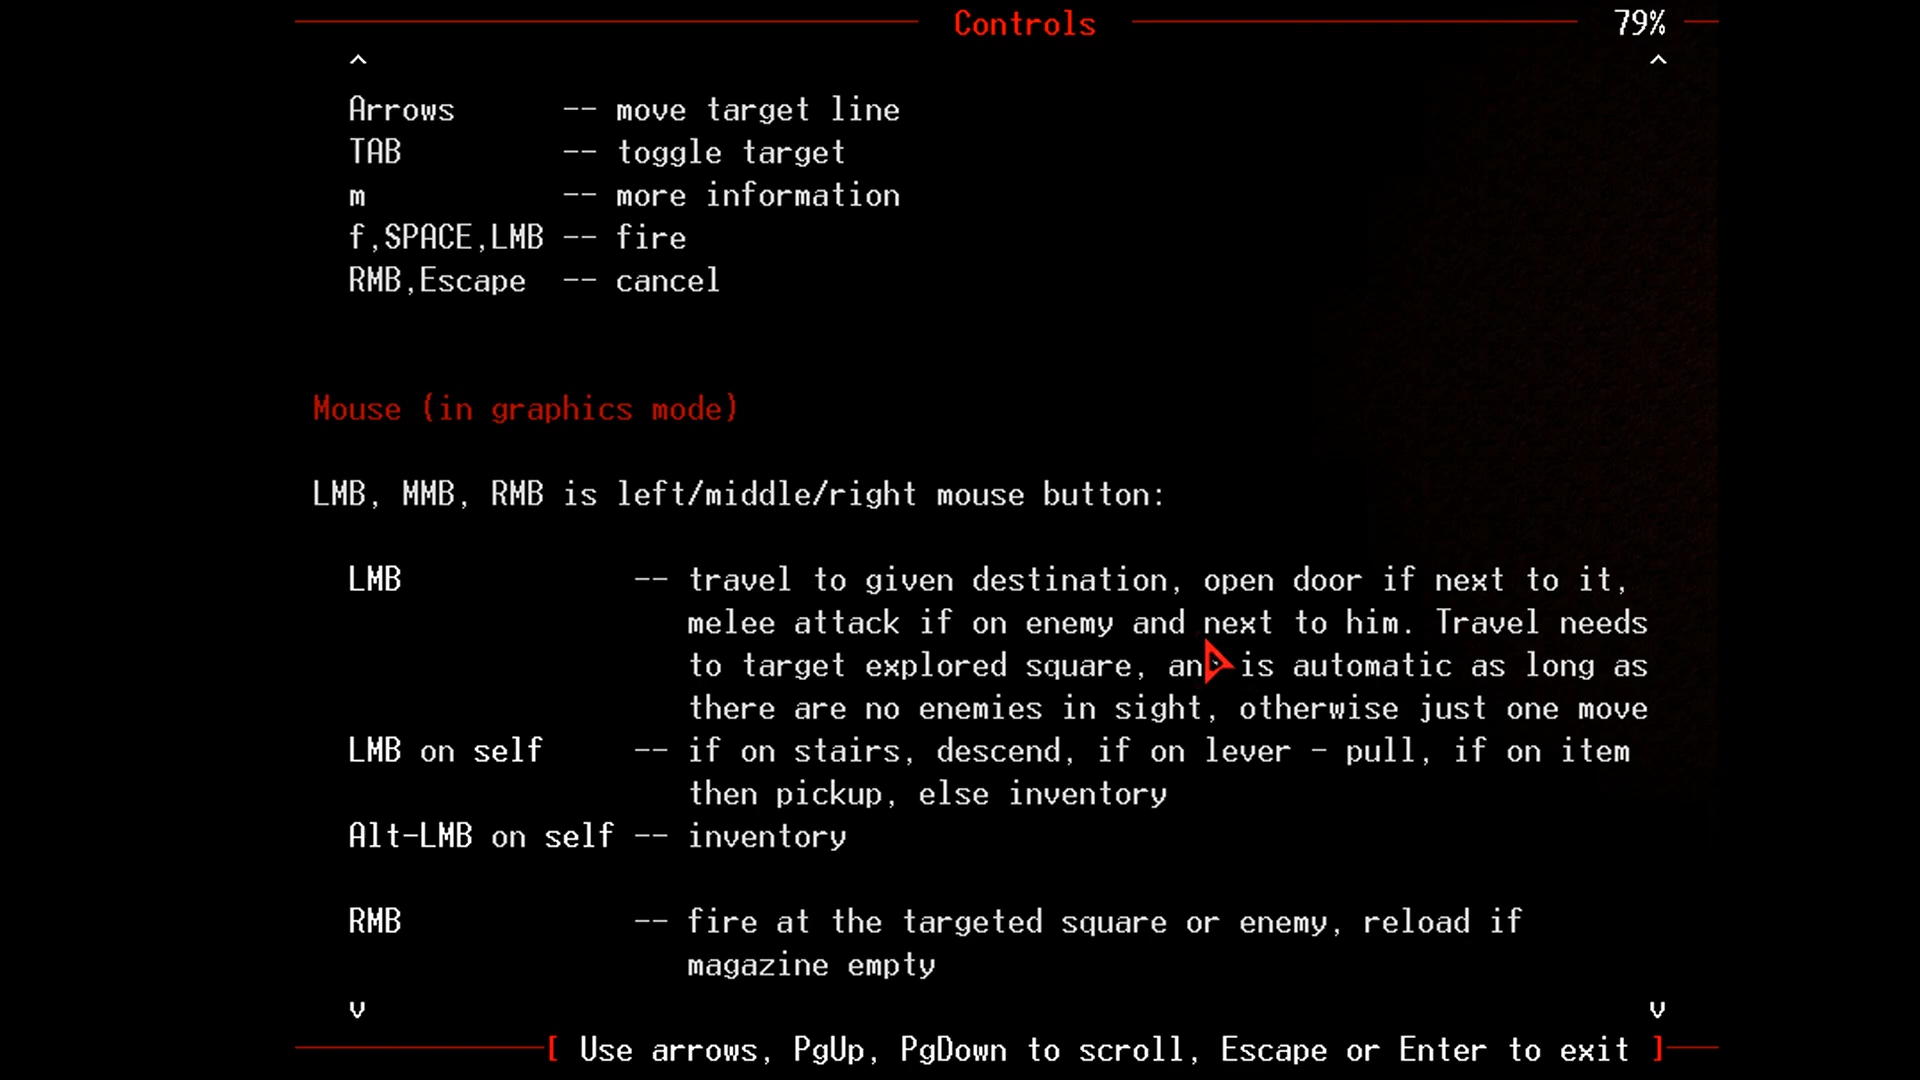 Controls 79%
^ ^
Arrows -- move target line
TAB -- toggle target
m -- more information
f,SPACE,LMB -- fire
RMB,Escape -- cancel
Mouse (in graphics mode)
LMB, MMB, RMB is left/middle/right mouse button:
LMB -- travel to given destination, open door if next to it,
melee attack if on enemy and next to him. Travel needs
to target explored square, and is automatic as long as
there are no enemies in sight, otherwise just one move
LMB on self -- if on stairs, descend, if on lever - pull, if on item
then pickup, else inventory
Alt-LMB on self -- inventory
RMB -- fire at the targeted square or enemy, reload if
magazine empty
v v
[ Use arrows, PgUp, PgDown to scroll, Escape or Enter to exit ]